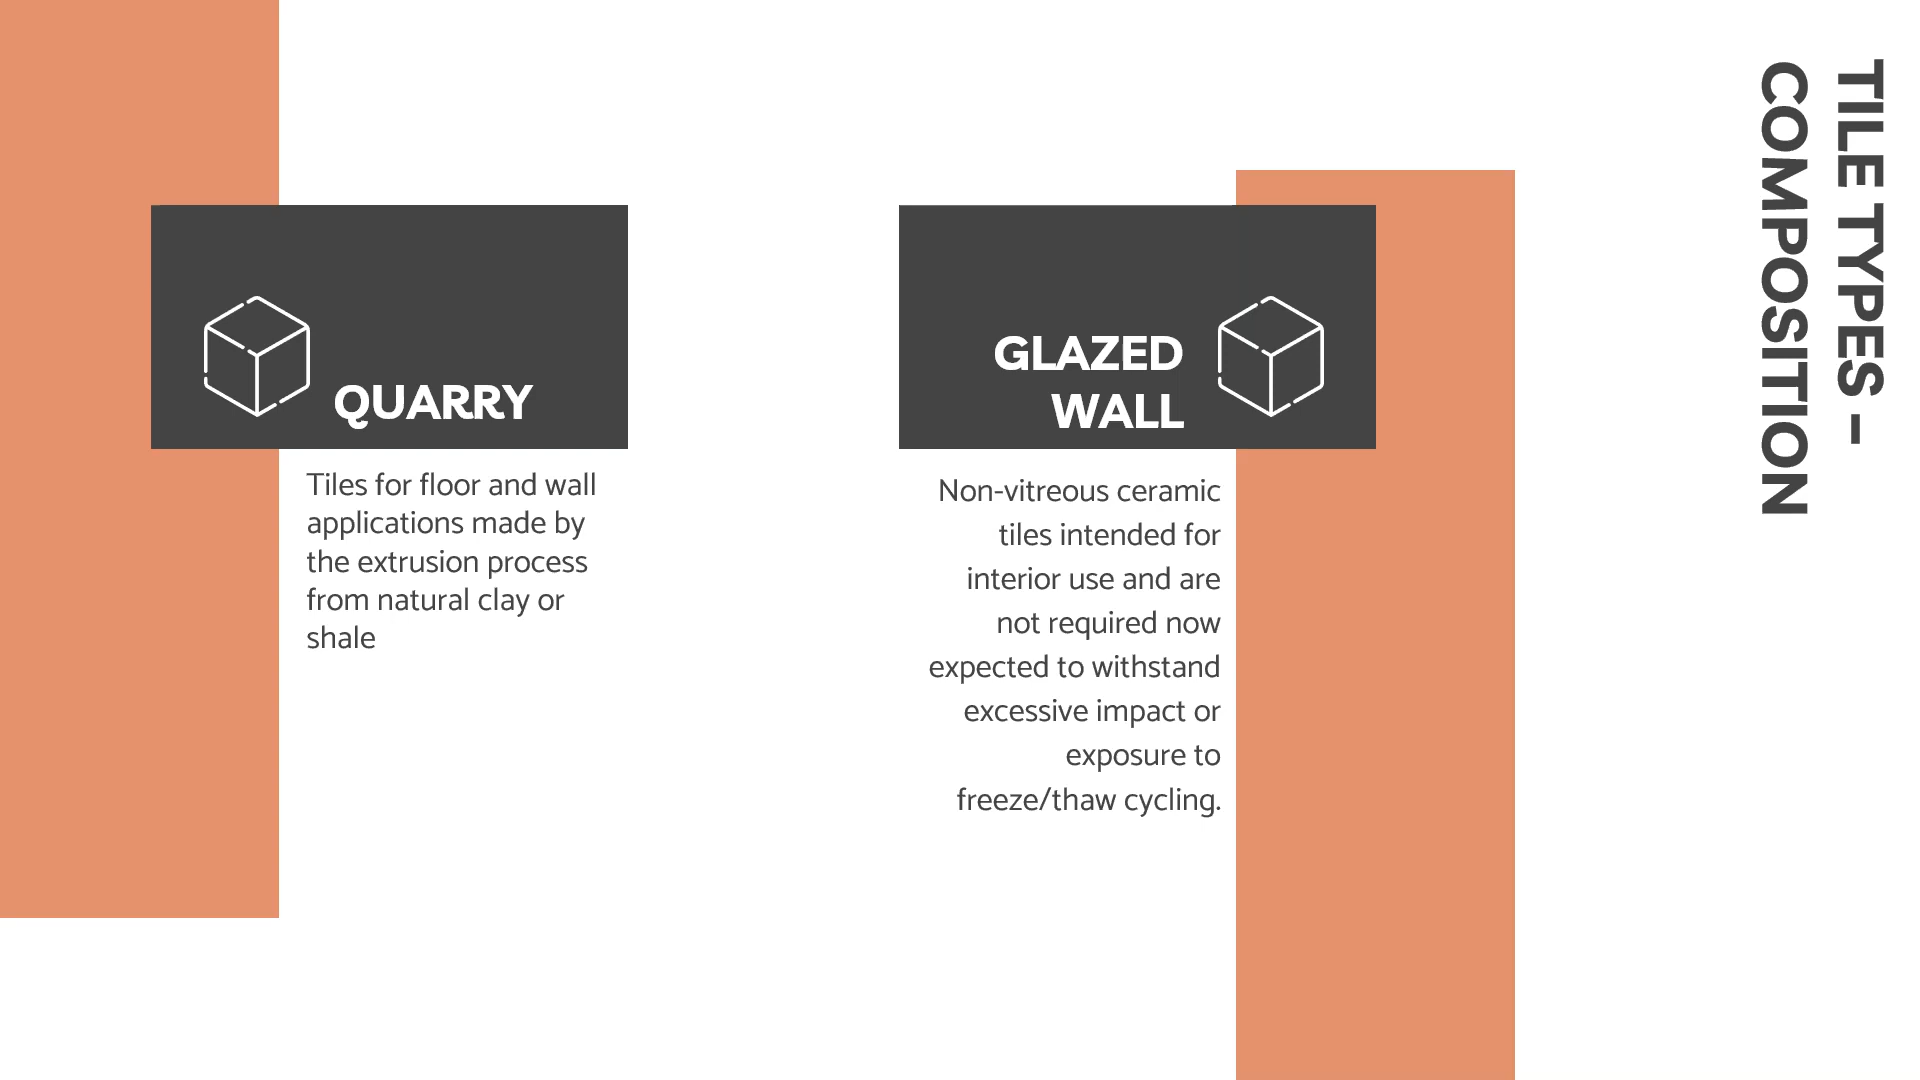 TILE TYPES –
COMPOSITION
QUARRY
Tiles for floor and wall
applications made by
the extrusion process
from natural clay or
shale
GLAZED
WALL
Non-vitreous ceramic
tiles intended for
interior use and are
not required now
expected to withstand
excessive impact or
exposure to
freeze/thaw cycling.